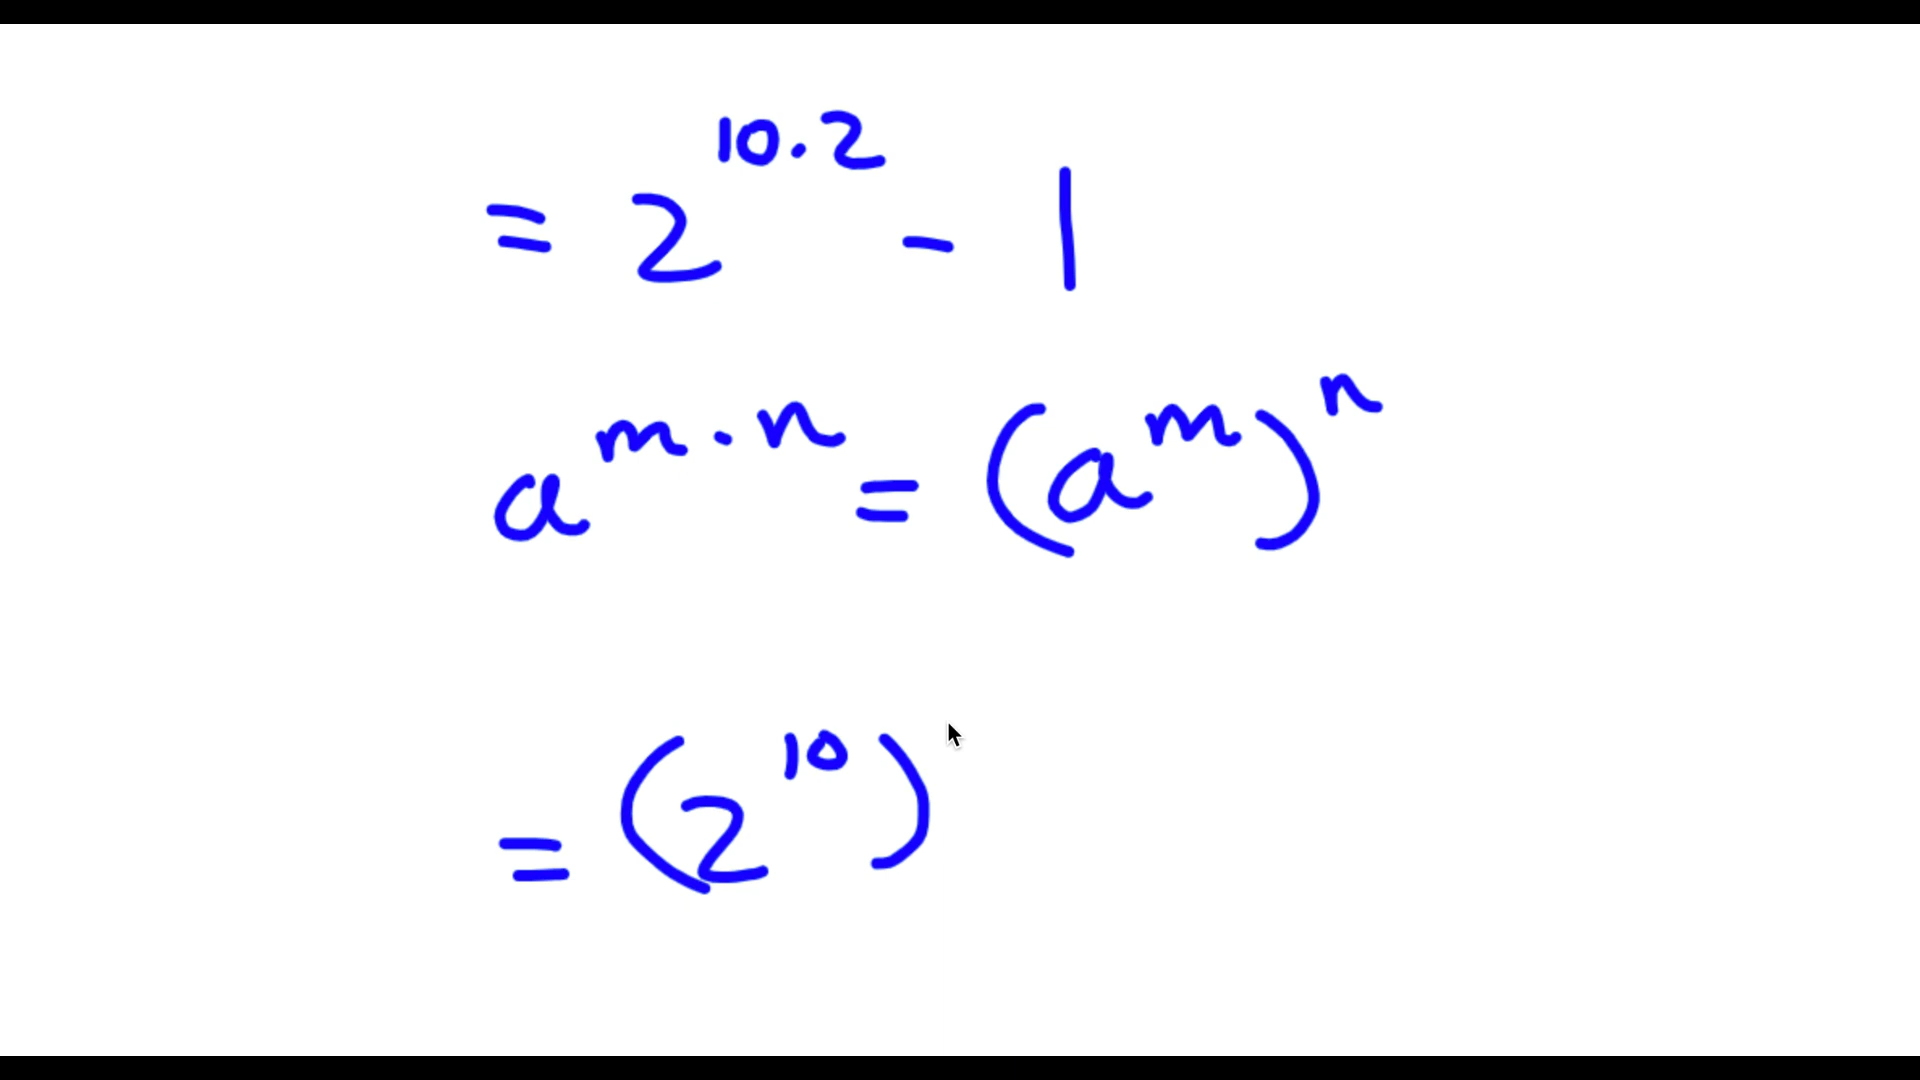 = 2^{10.2} - 1
a^{m·n} = (a^m)^n
= (2^{10})